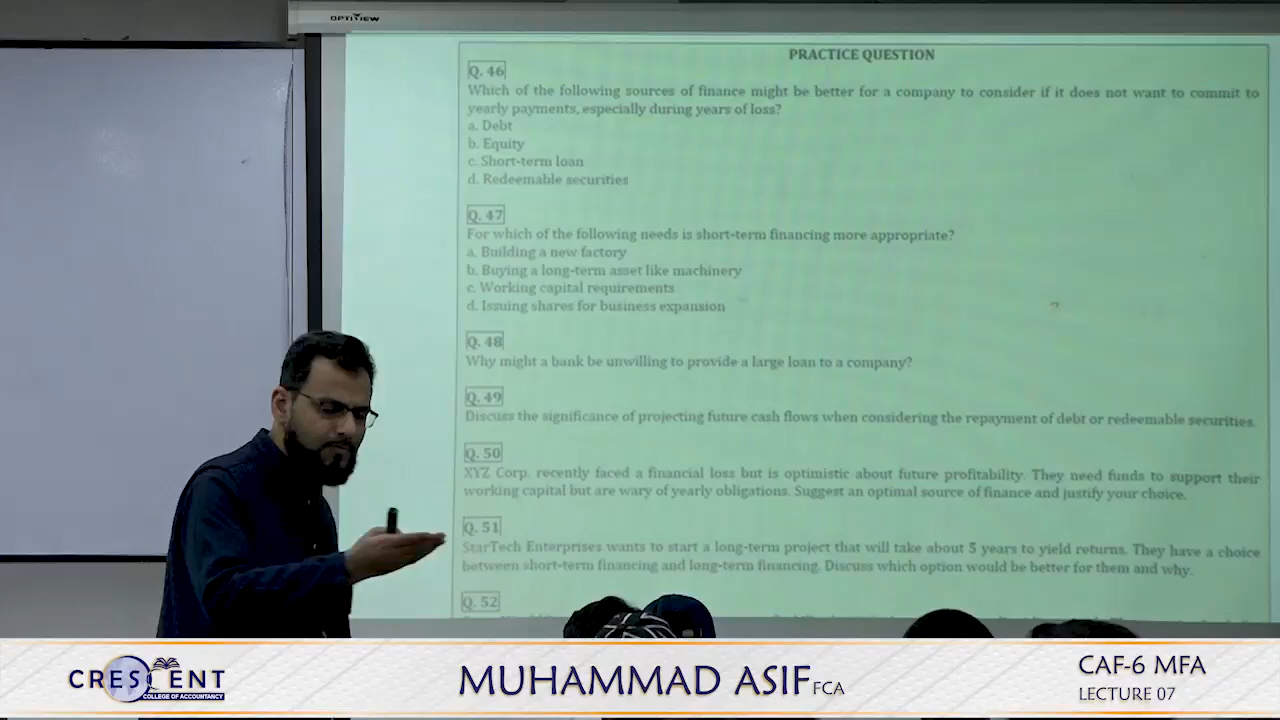 OPTIVIEW
PRACTICE QUESTION
Q. 46
Which of the following sources of finance might be better for a company to consider if it does not want to commit to
yearly payments, especially during years of loss?
a. Debt
b. Equity
c. Short-term loan
d. Redeemable securities
Q. 47
For which of the following needs is short-term financing more appropriate?
a. Building a new factory
b. Buying a long-term asset like machinery
c. Working capital requirements
d. Issuing shares for business expansion
Q. 48
Why might a bank be unwilling to provide a large loan to a company?
Q. 49
Discuss the significance of projecting future cash flows when considering the repayment of debt or redeemable securities.
Q. 50
XYZ Corp. recently faced a financial loss but is optimistic about future profitability. They need funds to support their
working capital but are wary of yearly obligations. Suggest an optimal source of finance and justify your choice.
Q. 51
StarTech Enterprises wants to start a long-term project that will take about 5 years to yield returns. They have a choice
between short-term financing and long-term financing. Discuss which option would be better for them and why.
Q. 52
CRESCENT
COLLEGE OF ACCOUNTANCY
MUHAMMAD ASIF FCA
CAF-6 MFA
LECTURE 07